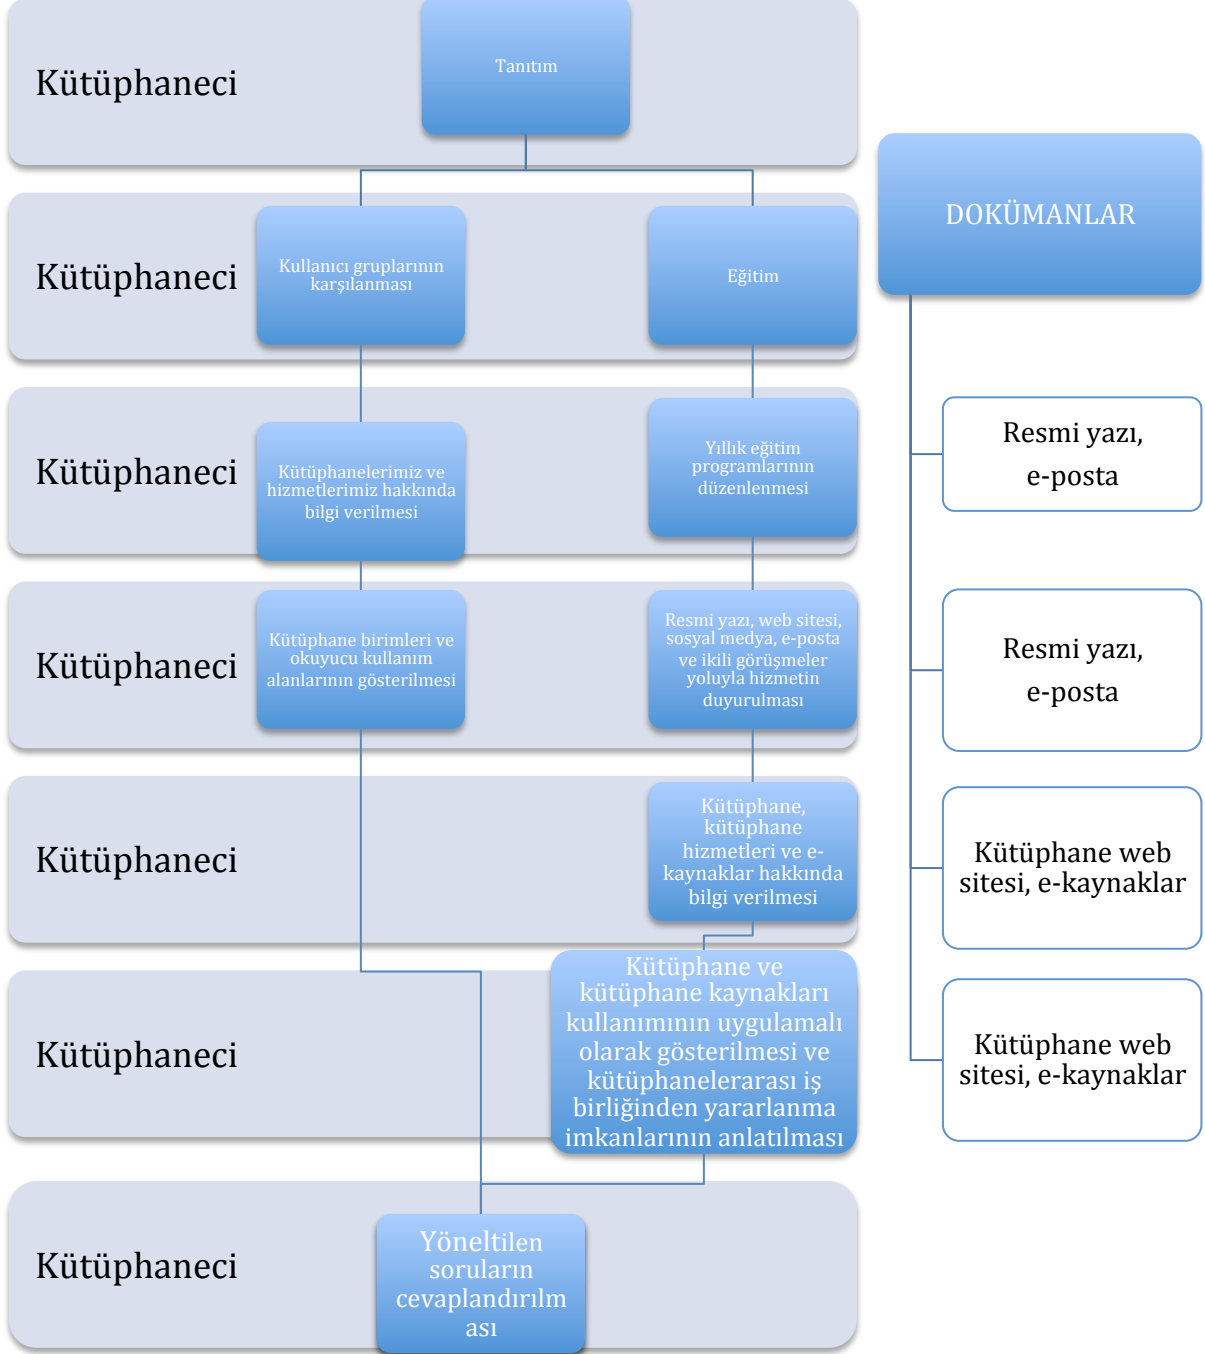 Kütüphaneci
Tanıtım
Kütüphaneci
Kullanıcı gruplarının
karşılanması
Eğitim
Kütüphaneci
Kütüphanelerimiz ve
hizmetlerimiz hakkında
bilgi verilmesi
Yıllık eğitim
programlarının
düzenlenmesi
Kütüphaneci
Kütüphane birimleri ve
okuyucu kullanım
alanlarının gösterilmesi
Resmi yazı, web sitesi,
sosyal medya, e-posta
ve ikili görüşmeler
yoluyla hizmetin
duyurulması
Kütüphaneci
Kütüphane,
kütüphane
hizmetleri ve e-
kaynaklar hakkında
bilgi verilmesi
Kütüphaneci
Kütüphane ve
kütüphane kaynakları
kullanımının uygulamalı
olarak gösterilmesi ve
kütüphanelerarası iş
birliğinden yararlanma
imkanlarının anlatılması
Kütüphaneci
Yöneltilen
soruların
cevaplandırılm
ası
DOKÜMANLAR
Resmi yazı,
e-posta
Resmi yazı,
e-posta
Kütüphane web
sitesi, e-kaynaklar
Kütüphane web
sitesi, e-kaynaklar